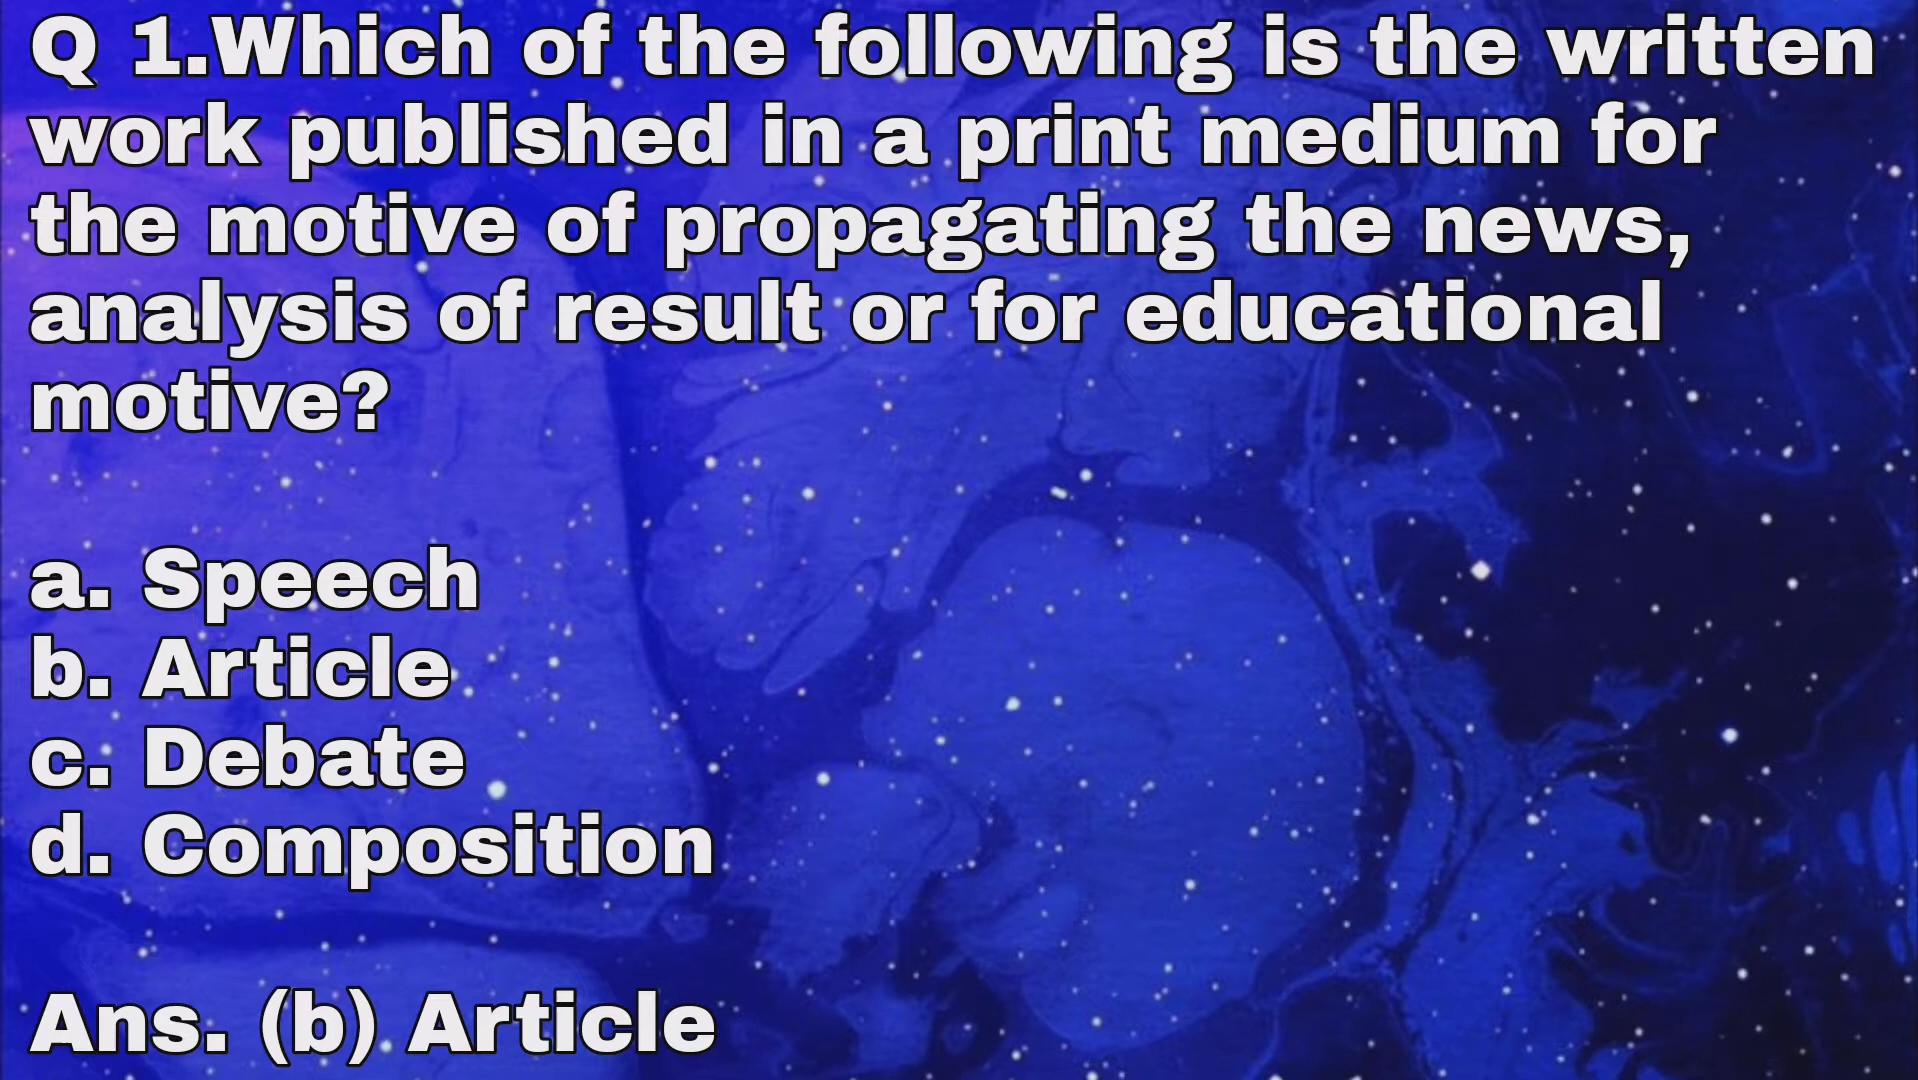 Q 1.Which of the following is the written
work published in a print medium for
the motive of propagating the news,
analysis of result or for educational
motive?
a. Speech
b. Article
c. Debate
d. Composition
Ans. (b) Article